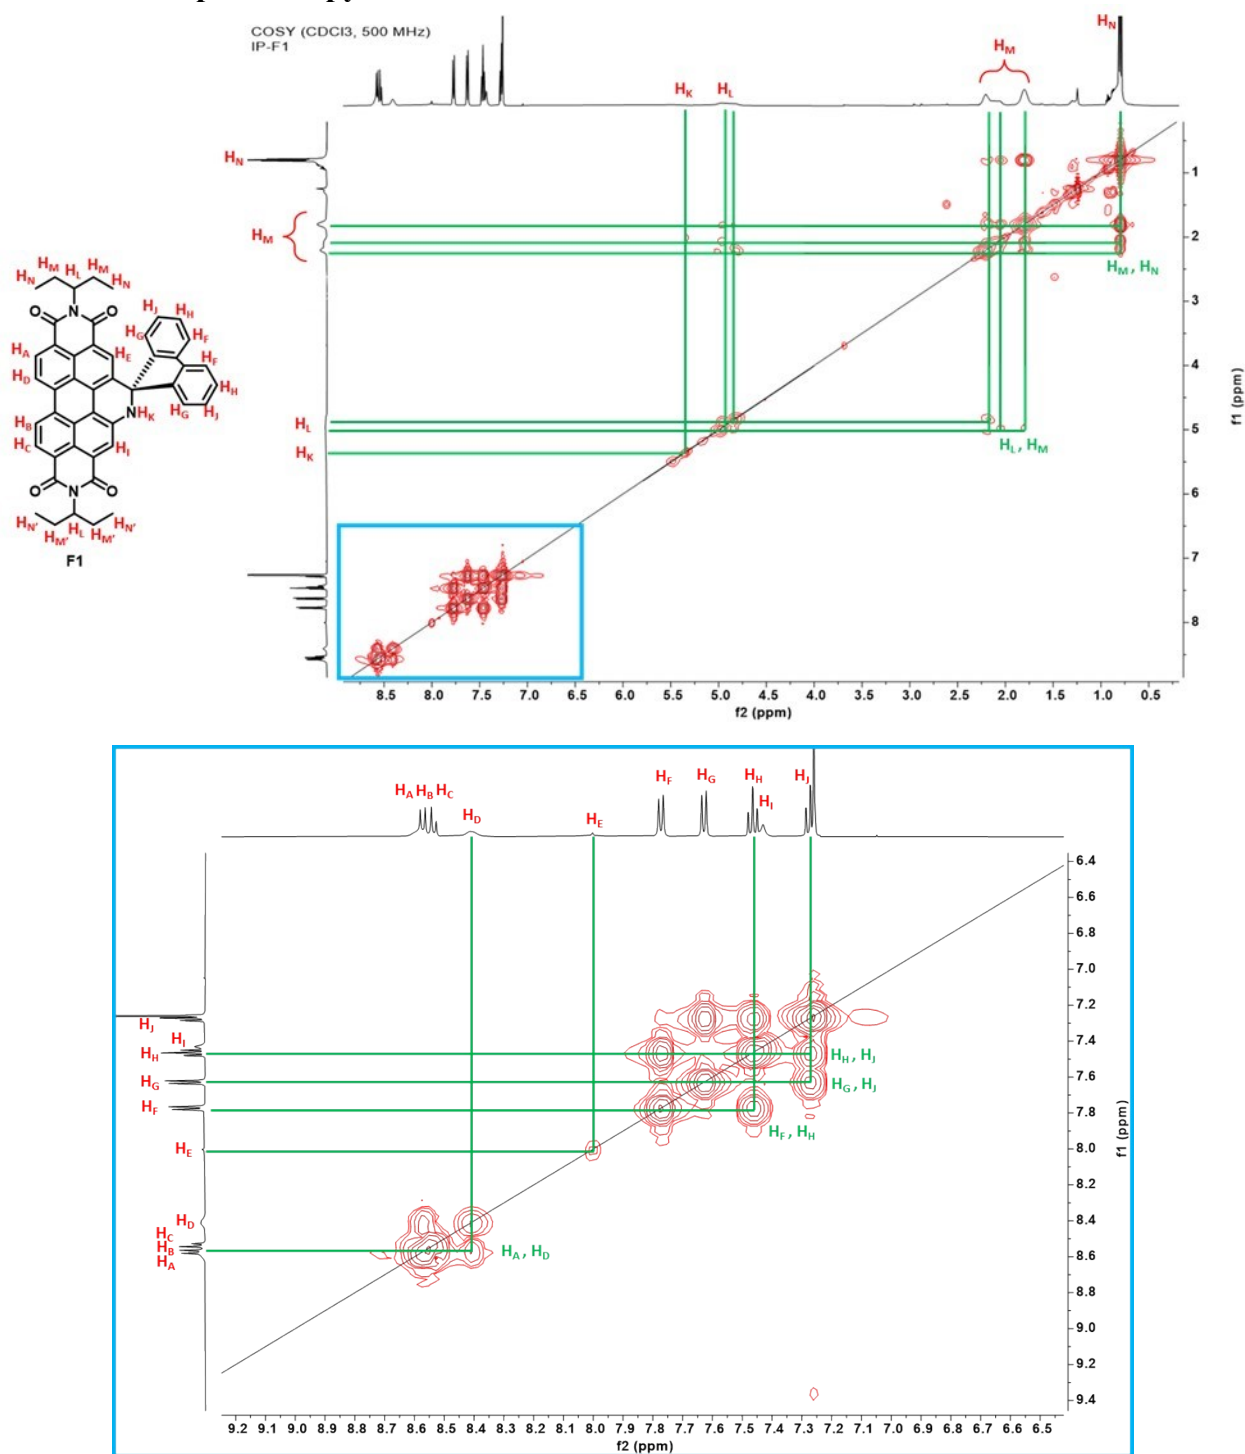 COSY (CDCl3, 500 MHz)
IP-F1
HN
HM
HK
HL
HN
HM
HM , HN
HL
HK
HL , HM
1
2
3
4
5
6
7
8
f1 (ppm)
8.5 8.0 7.5 7.0 6.5 6.0 5.5 5.0 4.5 4.0 3.5 3.0 2.5 2.0 1.5 1.0 0.5
f2 (ppm)
HM HL HM
HN HN
N
O O
HJ HH
HG HF
HA HE HF
HD HH
N HK HG HJ
HB
HC HI
O O
N
HN' HL HN'
HM' HM'
F1
HA HB HC
HD
HE
HF HG HH HI HJ
HJ
HI
HH
HG
HF
HE
HD
HC
HB
HA
HH , HJ
HG , HJ
HF , HH
HA , HD
6.4
6.6
6.8
7.0
7.2
7.4
7.6
7.8
8.0
8.2
8.4
8.6
8.8
9.0
9.2
9.4
f1 (ppm)
9.2 9.1 9.0 8.9 8.8 8.7 8.6 8.5 8.4 8.3 8.2 8.1 8.0 7.9 7.8 7.7 7.6 7.5 7.4 7.3 7.2 7.1 7.0 6.9 6.8 6.7 6.6 6.5
f2 (ppm)